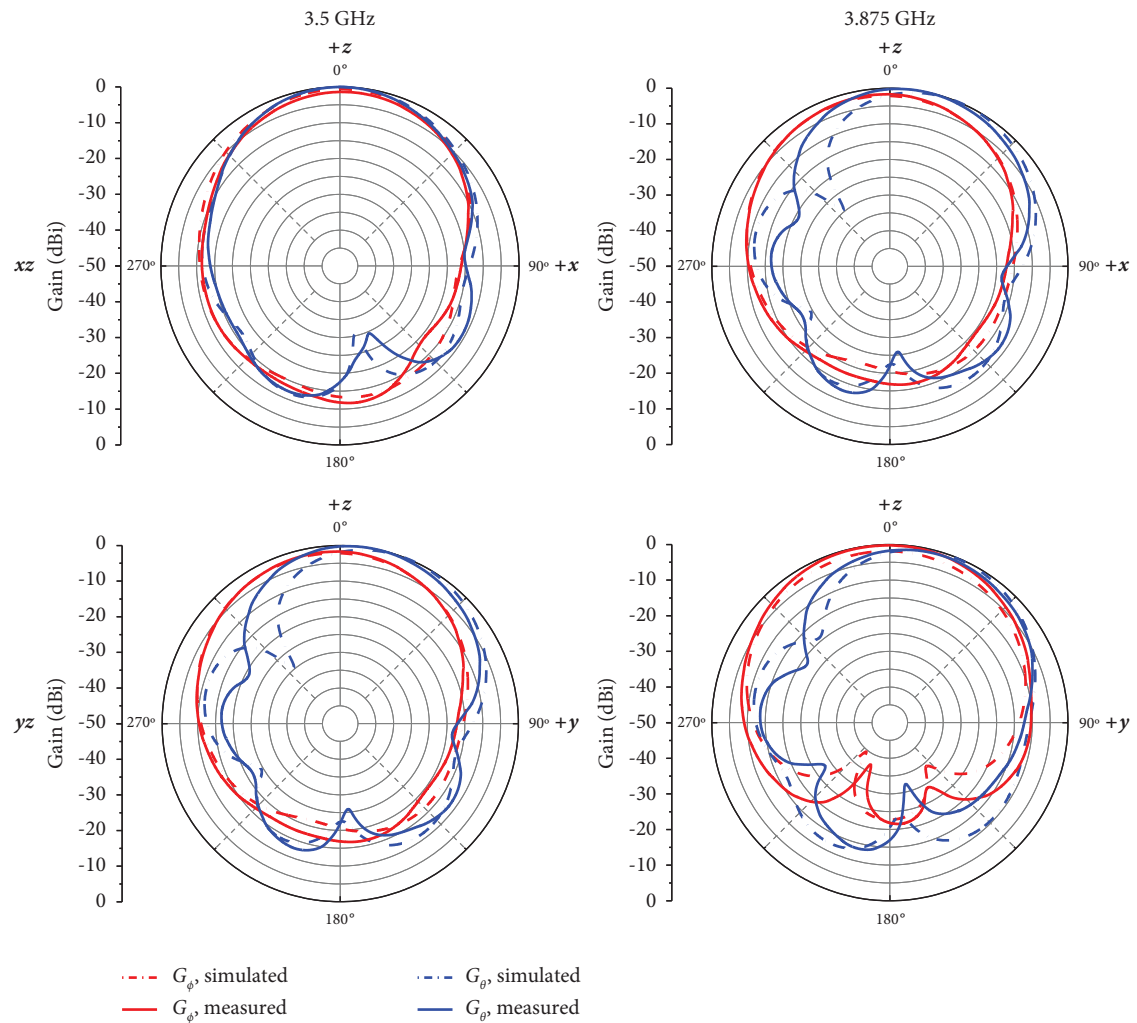 3.5 GHz
3.875 GHz
+z
0°
0
-10
-20
-30
-40
-50
-40
-30
-20
-10
0
Gain (dBi)
xz
270°
90° +x
180°
+z
0°
0
-10
-20
-30
-40
-50
-40
-30
-20
-10
0
Gain (dBi)
270°
90° +x
180°
+z
0°
0
-10
-20
-30
-40
-50
-40
-30
-20
-10
0
Gain (dBi)
yz
270°
90° +y
180°
+z
0°
0
-10
-20
-30
-40
-50
-40
-30
-20
-10
0
Gain (dBi)
270°
90° +y
180°
Gϕ, simulated
Gϕ, measured
Gθ, simulated
Gθ, measured